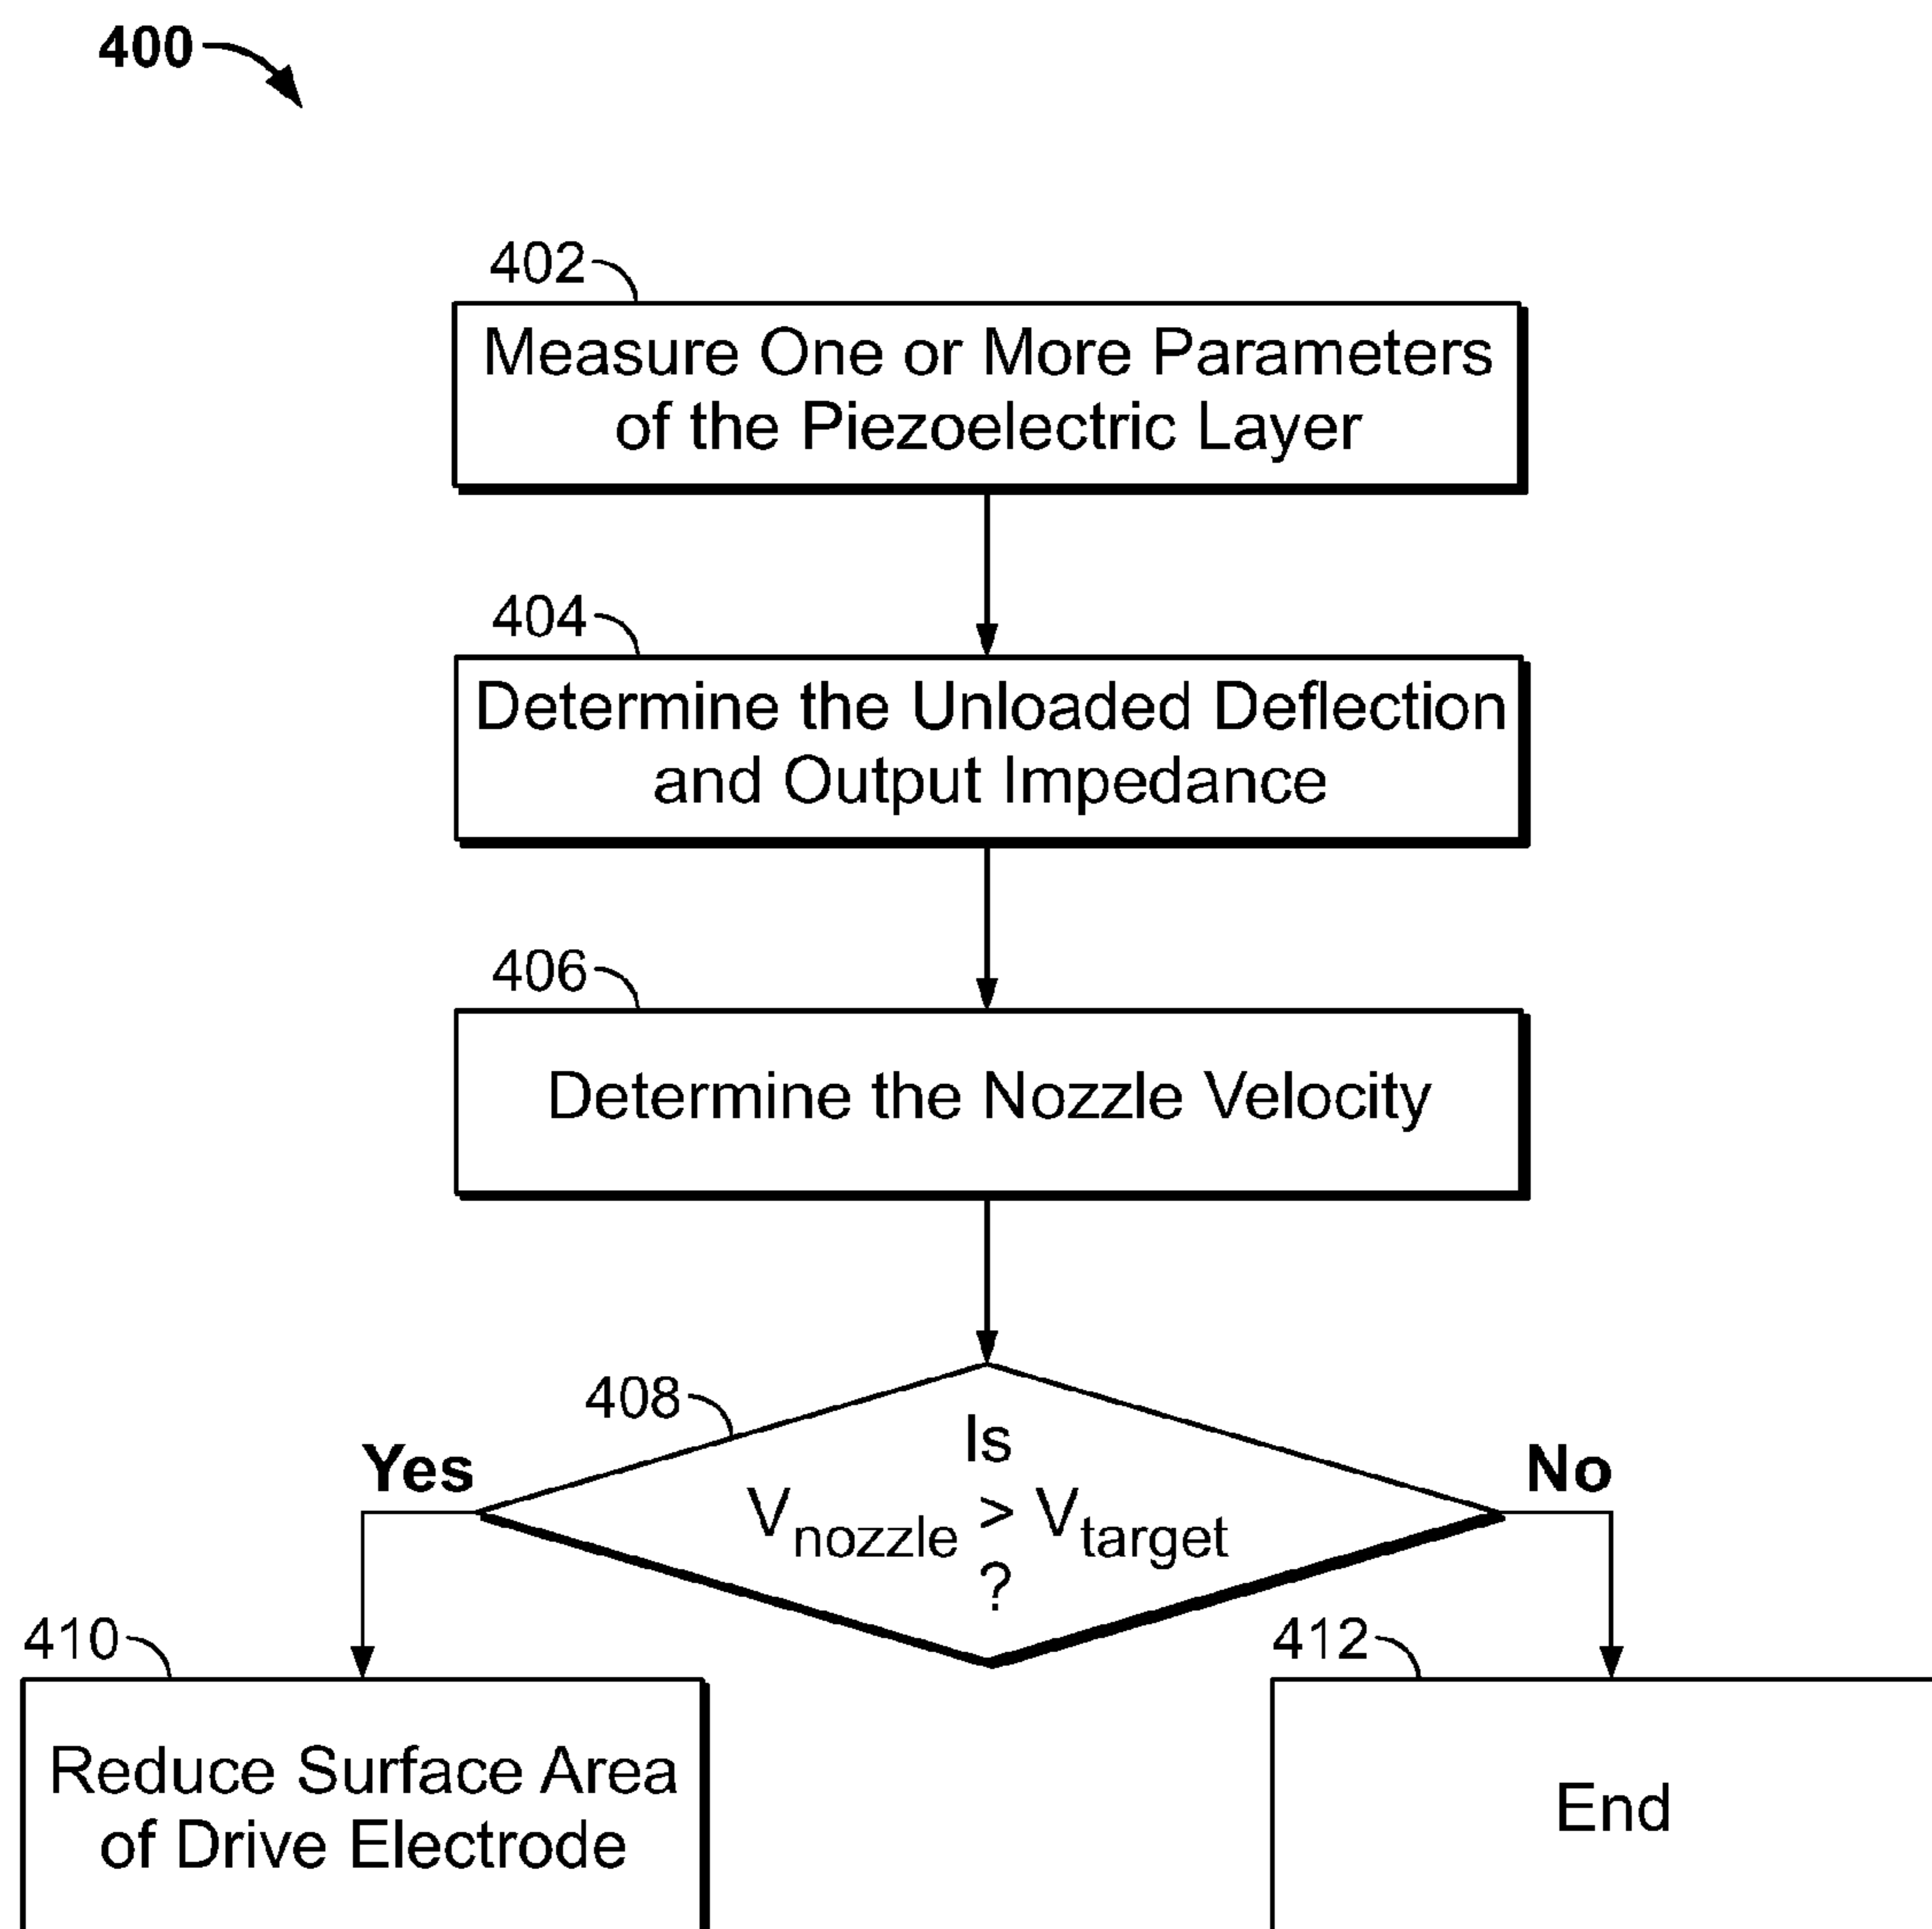 400
402
Measure One or More Parameters
of the Piezoelectric Layer
404
Determine the Unloaded Deflection
and Output Impedance
406
Determine the Nozzle Velocity
408
Is
Vnozzle > Vtarget
?
Yes
No
410
Reduce Surface Area
of Drive Electrode
412
End